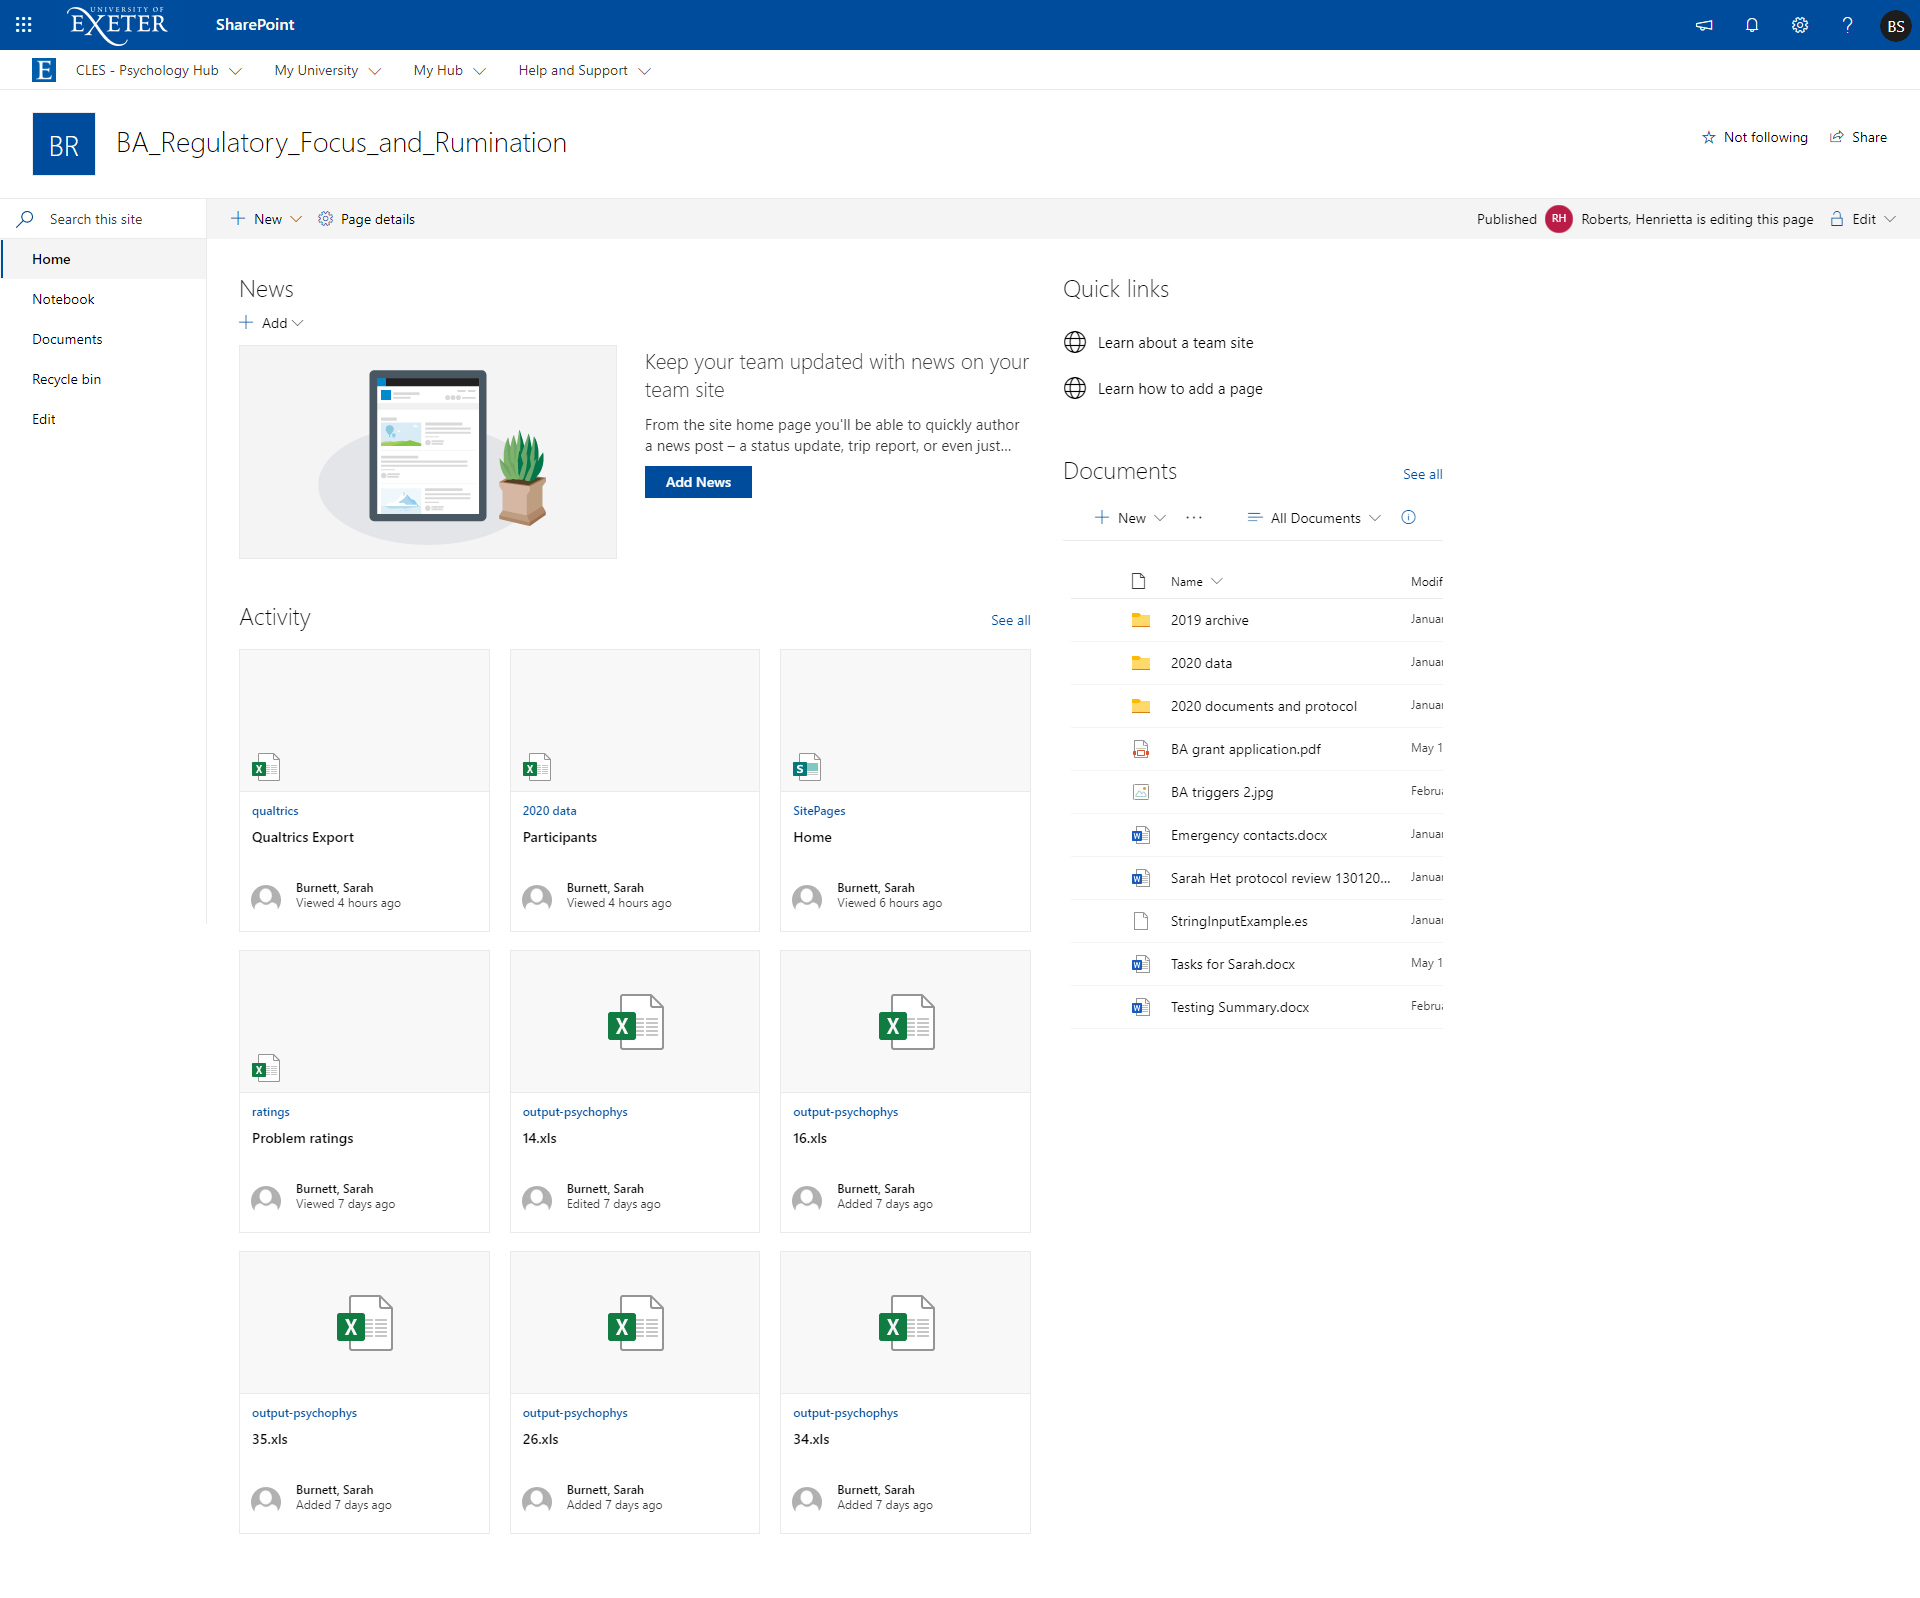 UNIVERSITY OF
EXETER
SharePoint
BS
E
CLES - Psychology Hub
My University
My Hub
Help and Support
BR
BA_Regulatory_Focus_and_Rumination
Not following
Share
Search this site
New
Page details
Published
RH
Roberts, Henrietta is editing this page
Edit
Home
Notebook
Documents
Recycle bin
Edit
News
Add
Keep your team updated with news on your
team site
From the site home page you'll be able to quickly author
a news post – a status update, trip report, or even just...
Add News
Activity
See all
qualtrics
Qualtrics Export
Burnett, Sarah
Viewed 4 hours ago
2020 data
Participants
Burnett, Sarah
Viewed 4 hours ago
SitePages
Home
Burnett, Sarah
Viewed 6 hours ago
ratings
Problem ratings
Burnett, Sarah
Viewed 7 days ago
output-psychophys
14.xls
Burnett, Sarah
Edited 7 days ago
output-psychophys
16.xls
Burnett, Sarah
Added 7 days ago
output-psychophys
35.xls
Burnett, Sarah
Added 7 days ago
output-psychophys
26.xls
Burnett, Sarah
Added 7 days ago
output-psychophys
34.xls
Burnett, Sarah
Added 7 days ago
Quick links
Learn about a team site
Learn how to add a page
Documents
See all
New
...
All Documents
Name
Modif
2019 archive
Januar
2020 data
Januar
2020 documents and protocol
Januar
BA grant application.pdf
May 1
BA triggers 2.jpg
Februa
Emergency contacts.docx
Januar
Sarah Het protocol review 130120...
Januar
StringInputExample.es
Januar
Tasks for Sarah.docx
May 1
Testing Summary.docx
Februa